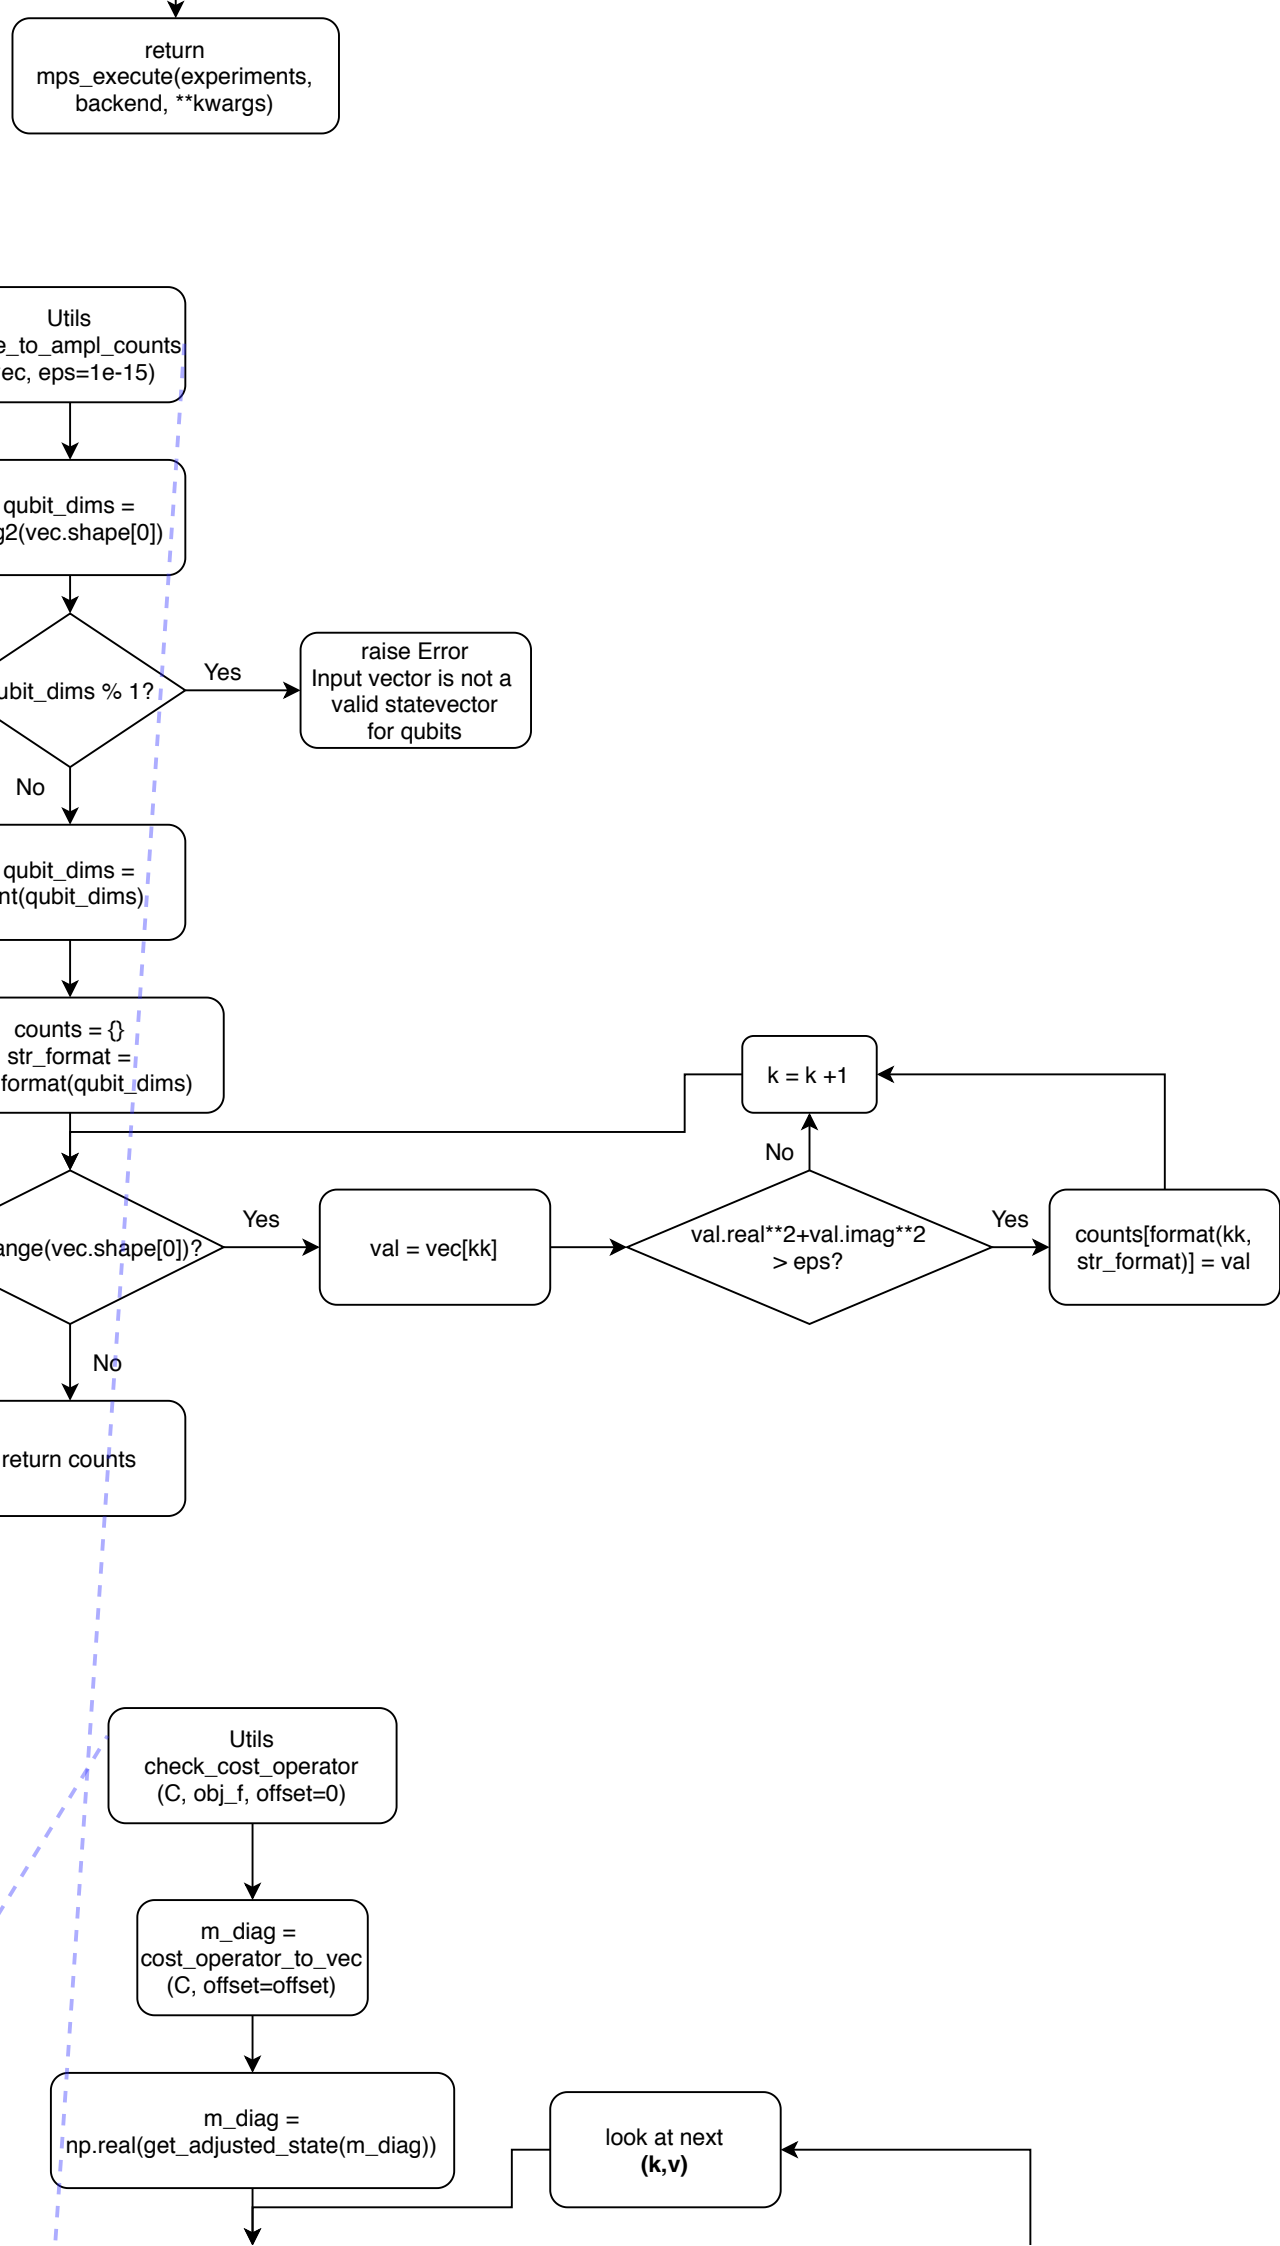 return
mps_execute(experiments,
backend, **kwargs)
Utils
e_to_ampl_counts
ec, eps=1e-15)
qubit_dims =
g2(vec.shape[0])
ubit_dims % 1?
Yes
raise Error
Input vector is not a
valid statevector
for qubits
No
qubit_dims =
nt(qubit_dims)
counts = {}
str_format =
format(qubit_dims)
k = k +1
No
ange(vec.shape[0])?
Yes
val = vec[kk]
val.real**2+val.imag**2
> eps?
Yes
counts[format(kk,
str_format)] = val
No
return counts
Utils
check_cost_operator
(C, obj_f, offset=0)
m_diag =
cost_operator_to_vec
(C, offset=offset)
m_diag =
np.real(get_adjusted_state(m_diag))
look at next
(k,v)